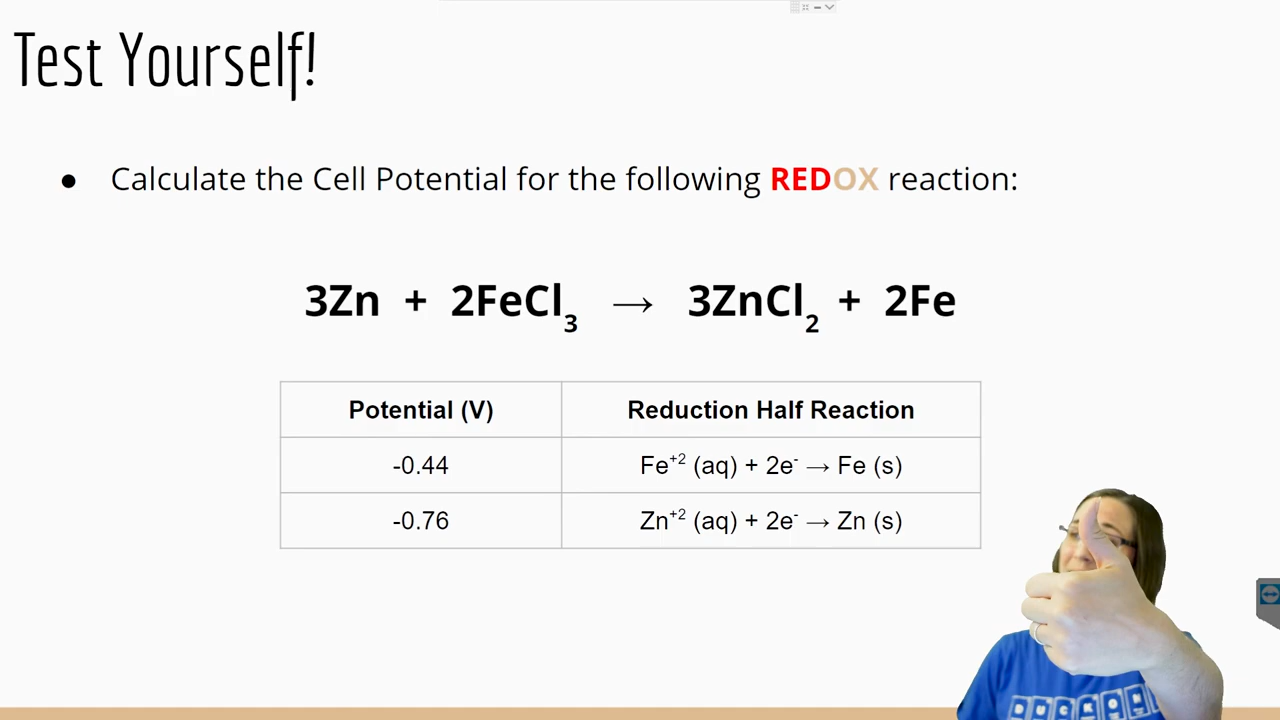 Test Yourself!
● Calculate the Cell Potential for the following REDOX reaction:
3Zn + 2FeCl₃ → 3ZnCl₂ + 2Fe
Potential (V) Reduction Half Reaction
-0.44 Fe⁺² (aq) + 2e⁻ → Fe (s)
-0.76 Zn⁺² (aq) + 2e⁻ → Zn (s)